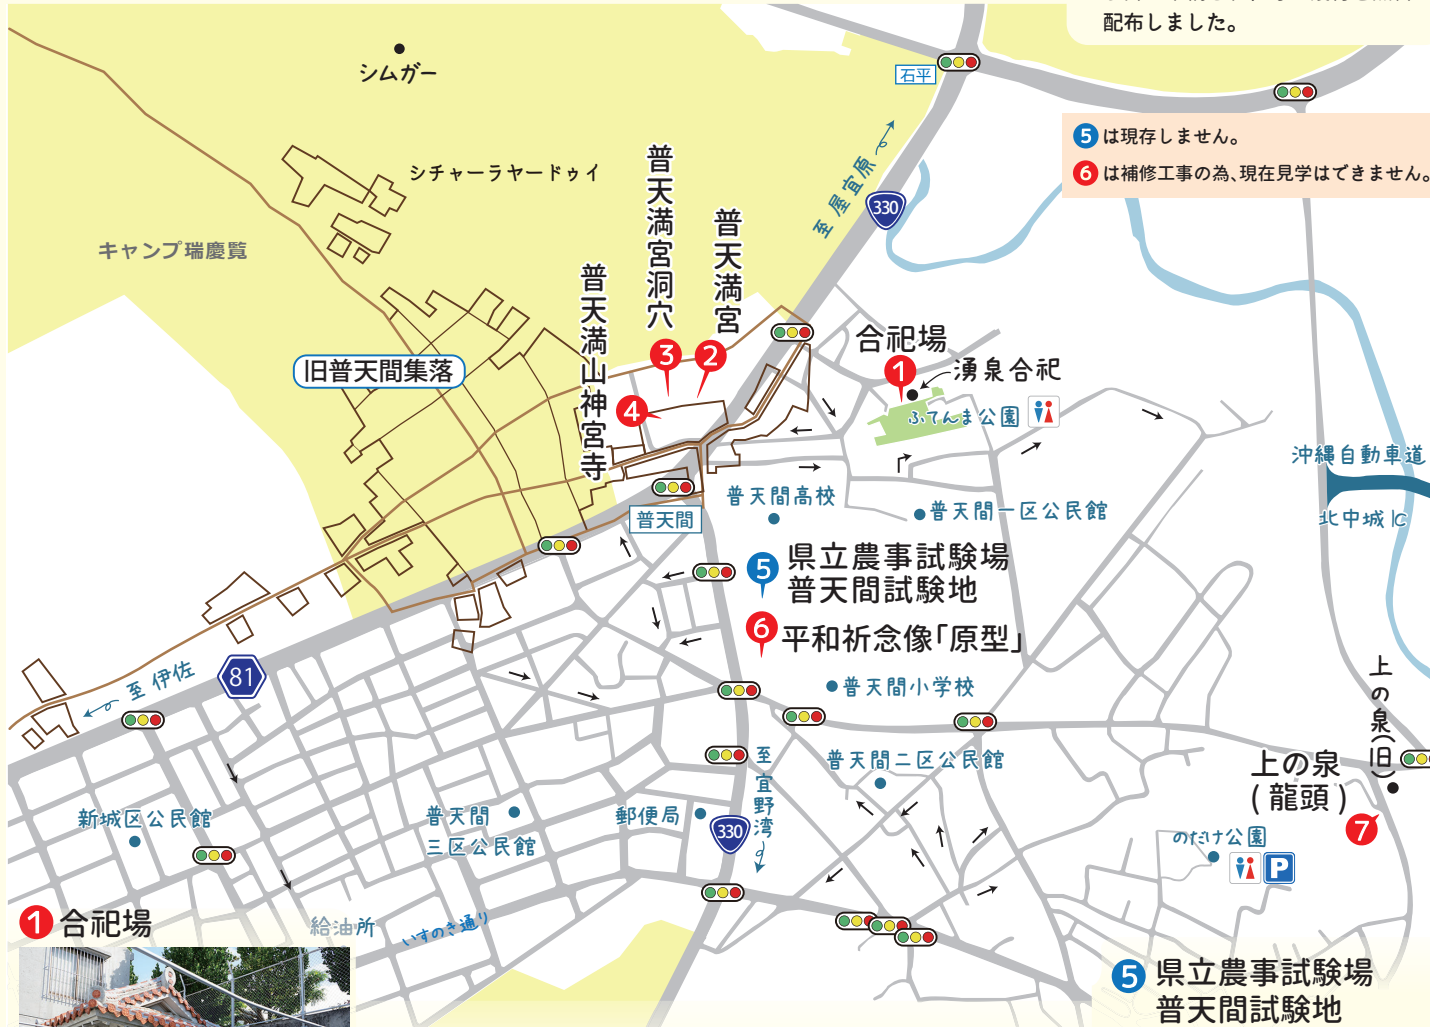 配布しました。
シムガー
石平
5は現存しません。
6は補修工事の為、現在見学はできません。
シチャーラヤードゥイ
至 屋宜原
330
キャンプ瑞慶覧
普天満宮洞穴
普天満宮
普天満山神宮寺
3
2
4
旧普天間集落
合祀場
1
湧泉合祀
ふてんま公園
沖縄自動車道
北中城IC
普天間高校
普天間一区公民館
普天間
5 県立農事試験場
普天間試験地
6 平和祈念像「原型」
至 伊佐
81
普天間小学校
上の泉(旧)
至 宜野湾
普天間二区公民館
上の泉
(龍頭)
7
新城区公民館
普天間
三区公民館
郵便局
330
のだけ公園
P
1 合祀場
給油所
いすのき通り
5 県立農事試験場
普天間試験地